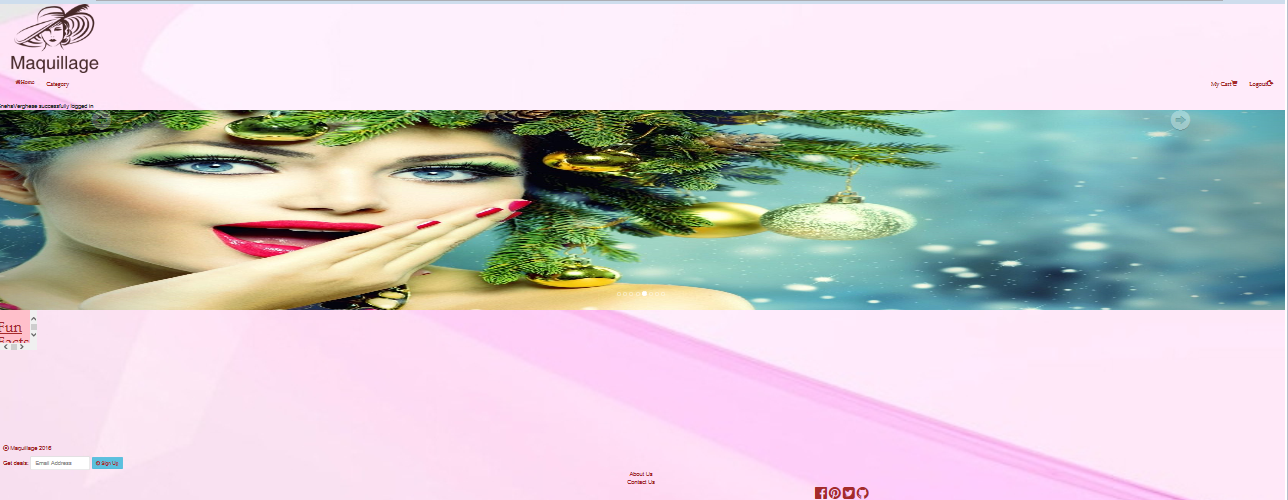 Maquillage
Home Category My Cart Logout
successfully logged in
Fun
Facts
Maquillage 2016
Get deals: Email Address Sign Up
About Us
Contact Us